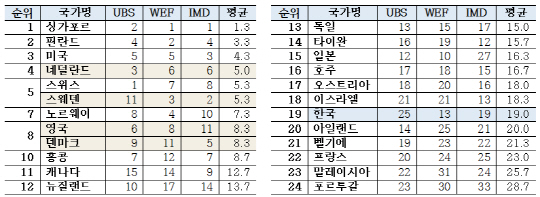 순위 국가명 UBS WEF IMD 평균
1 싱가포르 2 1 1 1.3
2 핀란드 4 2 4 3.3
3 미국 5 5 3 4.3
4 네덜란드 3 6 6 5.0
5 스위스 1 7 8 5.3
스웨덴 11 3 2 5.3
7 노르웨이 8 4 10 7.3
8 영국 6 8 11 8.3
덴마크 9 11 5 8.3
10 홍콩 7 12 7 8.7
11 캐나다 15 14 9 12.7
12 뉴질랜드 10 17 14 13.7
순위 국가명 UBS WEF IMD 평균
13 독일 13 15 17 15.0
14 타이완 16 19 12 15.7
15 일본 12 10 27 16.3
16 호주 17 18 15 16.7
17 오스트리아 18 20 16 18.0
18 이스라엘 21 21 13 18.3
19 한국 25 13 19 19.0
20 아일랜드 14 25 21 20.0
21 벨기에 19 23 22 21.3
22 프랑스 20 24 25 23.0
23 말레이시아 22 31 24 25.7
24 포르투갈 23 30 33 28.7